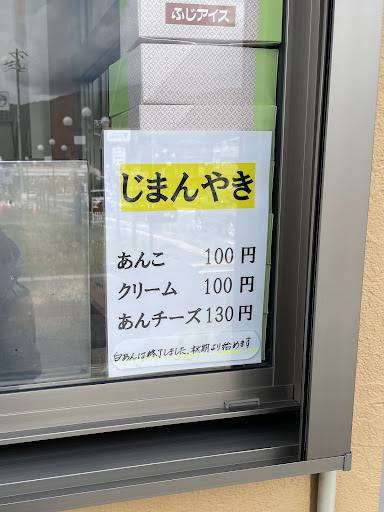 ふじアイス
じまんやき
あんこ 100円
クリーム 100円
あんチーズ 130円
白あんは終了しました。秋期より始めます